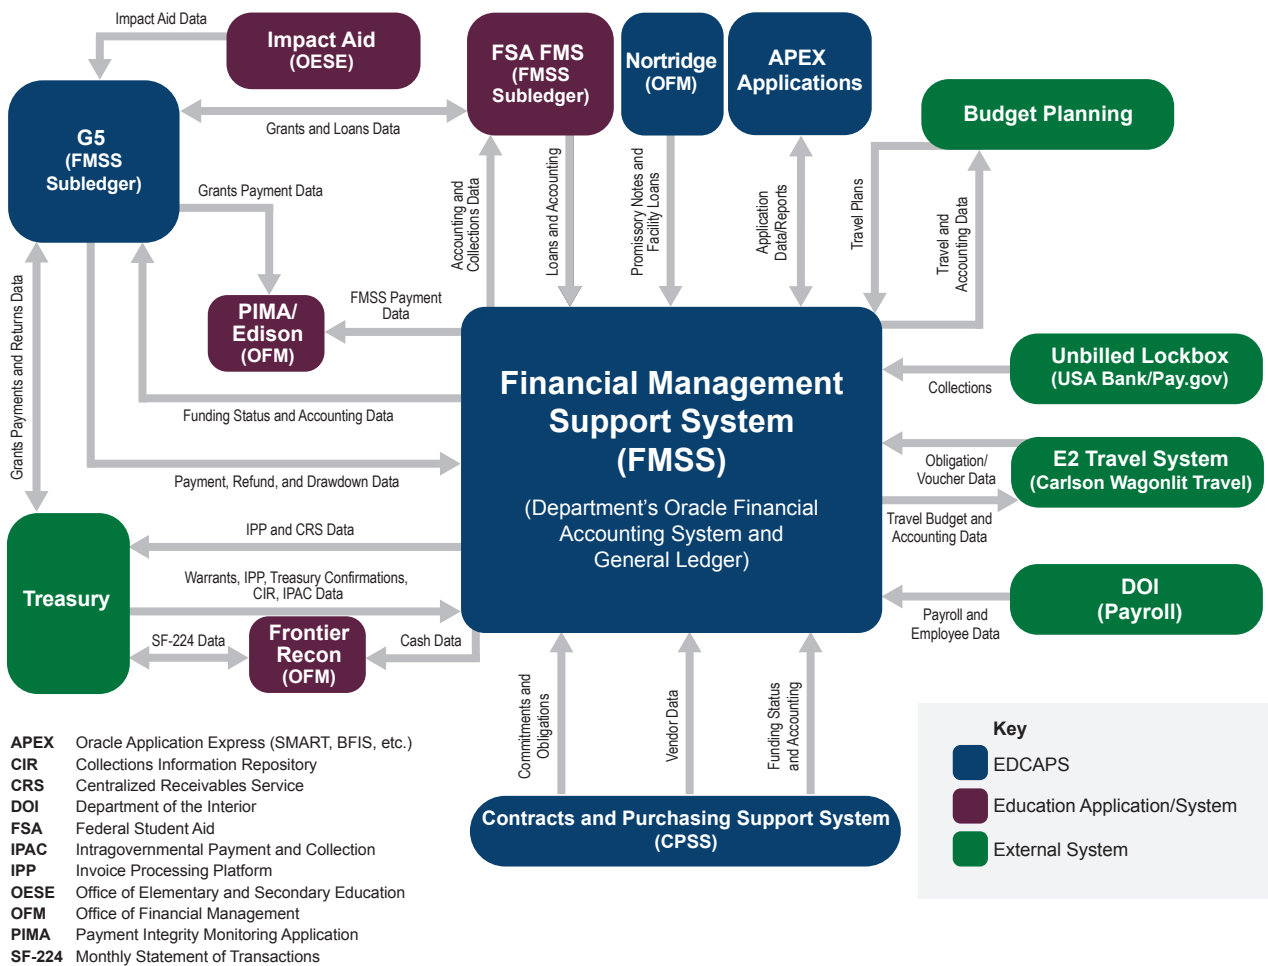 Impact Aid Data
Impact Aid
(OESE)
FSA FMS
(FMSS
Subledger)
Nortridge
(OFM)
APEX
Applications
Budget Planning
G5
(FMSS
Subledger)
Grants and Loans Data
Grants Payment Data
Accounting and
Collections Data
Loans and Accounting
Promissory Notes and
Facility Loans
Application
Data/Reports
Travel Plans
Travel and
Accounting Data
Grants Payments and Returns Data
PIMA/
Edison
(OFM)
FMSS Payment
Data
Funding Status and Accounting Data
Payment, Refund, and Drawdown Data
Financial Management
Support System
(FMSS)
(Department's Oracle Financial
Accounting System and
General Ledger)
Unbilled Lockbox
(USA Bank/Pay.gov)
Collections
E2 Travel System
(Carlson Wagonlit Travel)
Obligation/
Voucher Data
Travel Budget and
Accounting Data
DOI
(Payroll)
Payroll and
Employee Data
Treasury
IPP and CRS Data
Warrants, IPP, Treasury Confirmations,
CIR, IPAC Data
SF-224 Data
Frontier
Recon
(OFM)
Cash Data
Commitments and
Obligations
Vendor Data
Funding Status
and Accounting
Contracts and Purchasing Support System
(CPSS)
APEX Oracle Application Express (SMART, BFIS, etc.)
CIR Collections Information Repository
CRS Centralized Receivables Service
DOI Department of the Interior
FSA Federal Student Aid
IPAC Intragovernmental Payment and Collection
IPP Invoice Processing Platform
OESE Office of Elementary and Secondary Education
OFM Office of Financial Management
PIMA Payment Integrity Monitoring Application
SF-224 Monthly Statement of Transactions
Key
EDCAPS
Education Application/System
External System